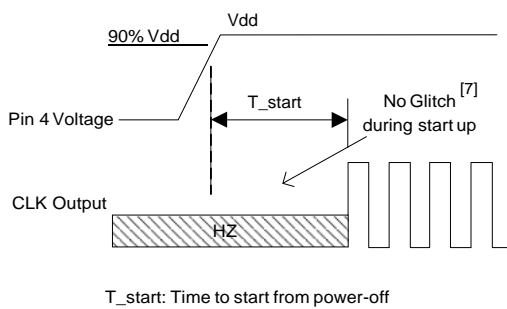 Vdd
90% Vdd
T_start
No Glitch [7]
during start up
Pin 4 Voltage
CLK Output
HZ
T_start: Time to start from power-off